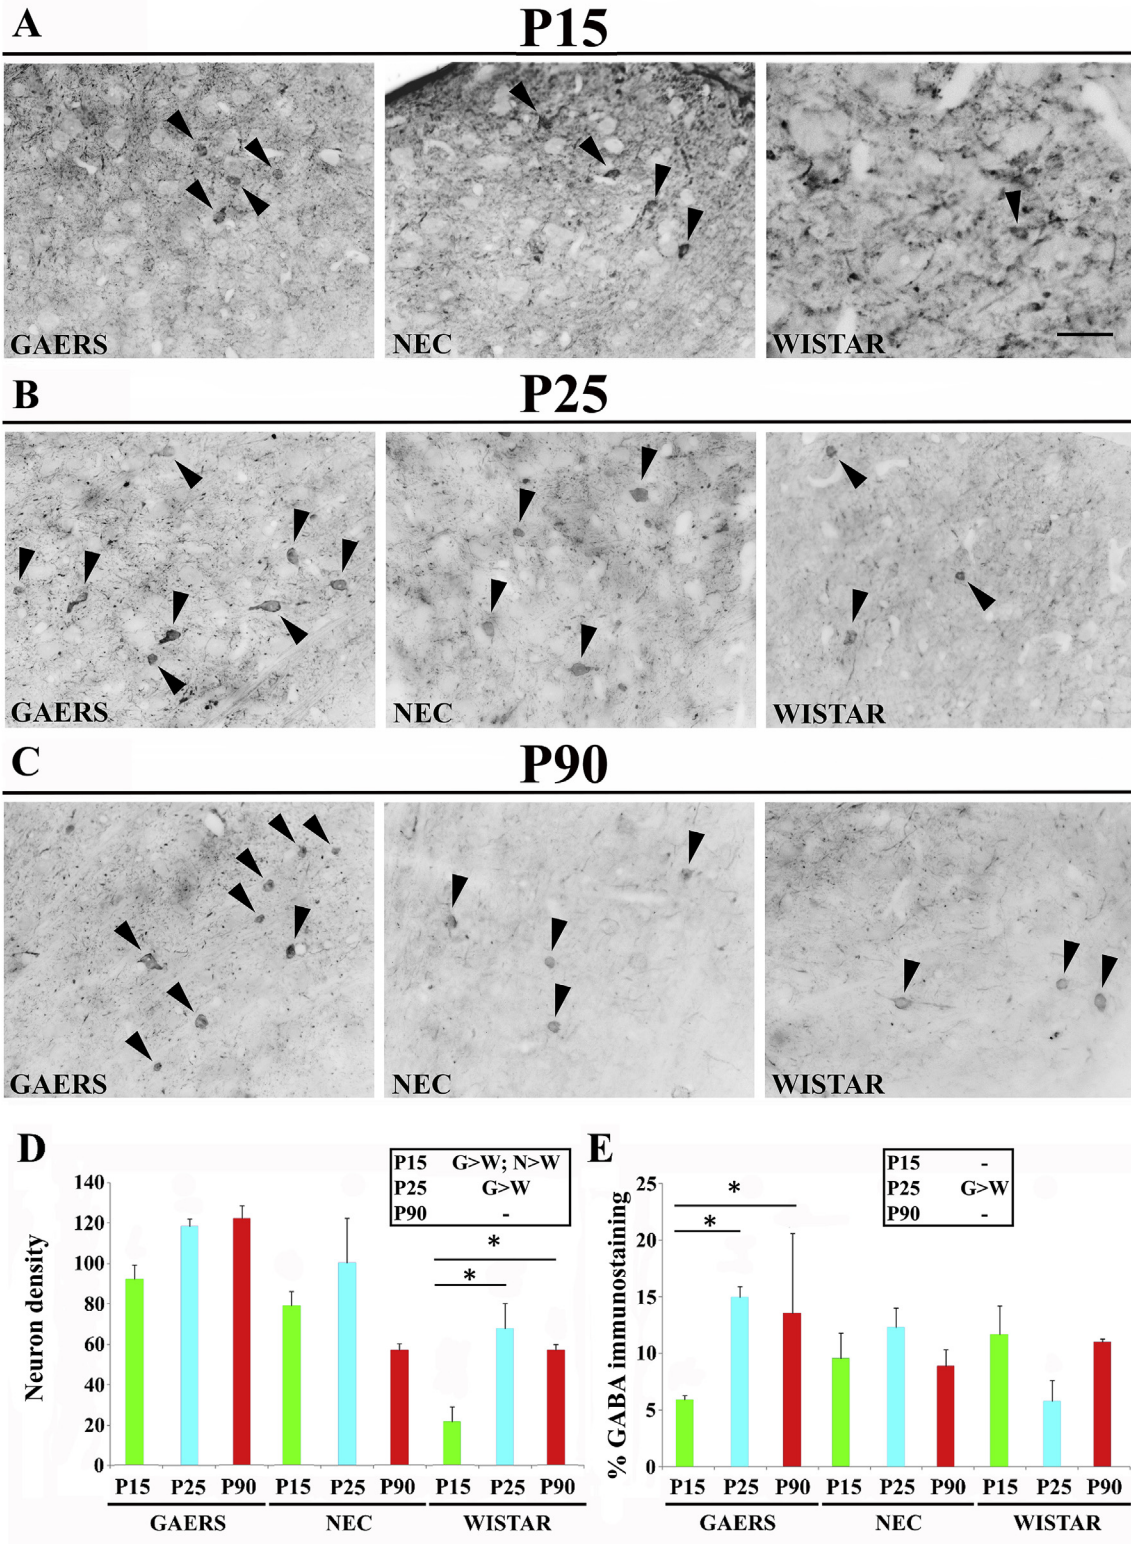 A
P15
GAERS
NEC
WISTAR
B
P25
GAERS
NEC
WISTAR
C
P90
GAERS
NEC
WISTAR
D
P15 G>W; N>W
P25 G>W
P90 -
Neuron density
140
120
100
80
60
40
20
0
*
*
P15 P25 P90 P15 P25 P90 P15 P25 P90
GAERS NEC WISTAR
E
P15 -
P25 G>W
P90 -
% GABA immunostaining
25
20
15
10
5
0
*
*
P15 P25 P90 P15 P25 P90 P15 P25 P90
GAERS NEC WISTAR